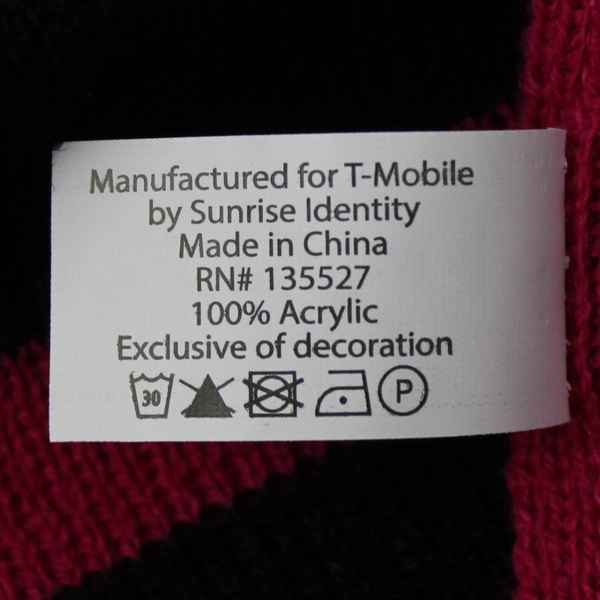 Manufactured for T-Mobile
by Sunrise Identity
Made in China
RN# 135527
100% Acrylic
Exclusive of decoration
30 P